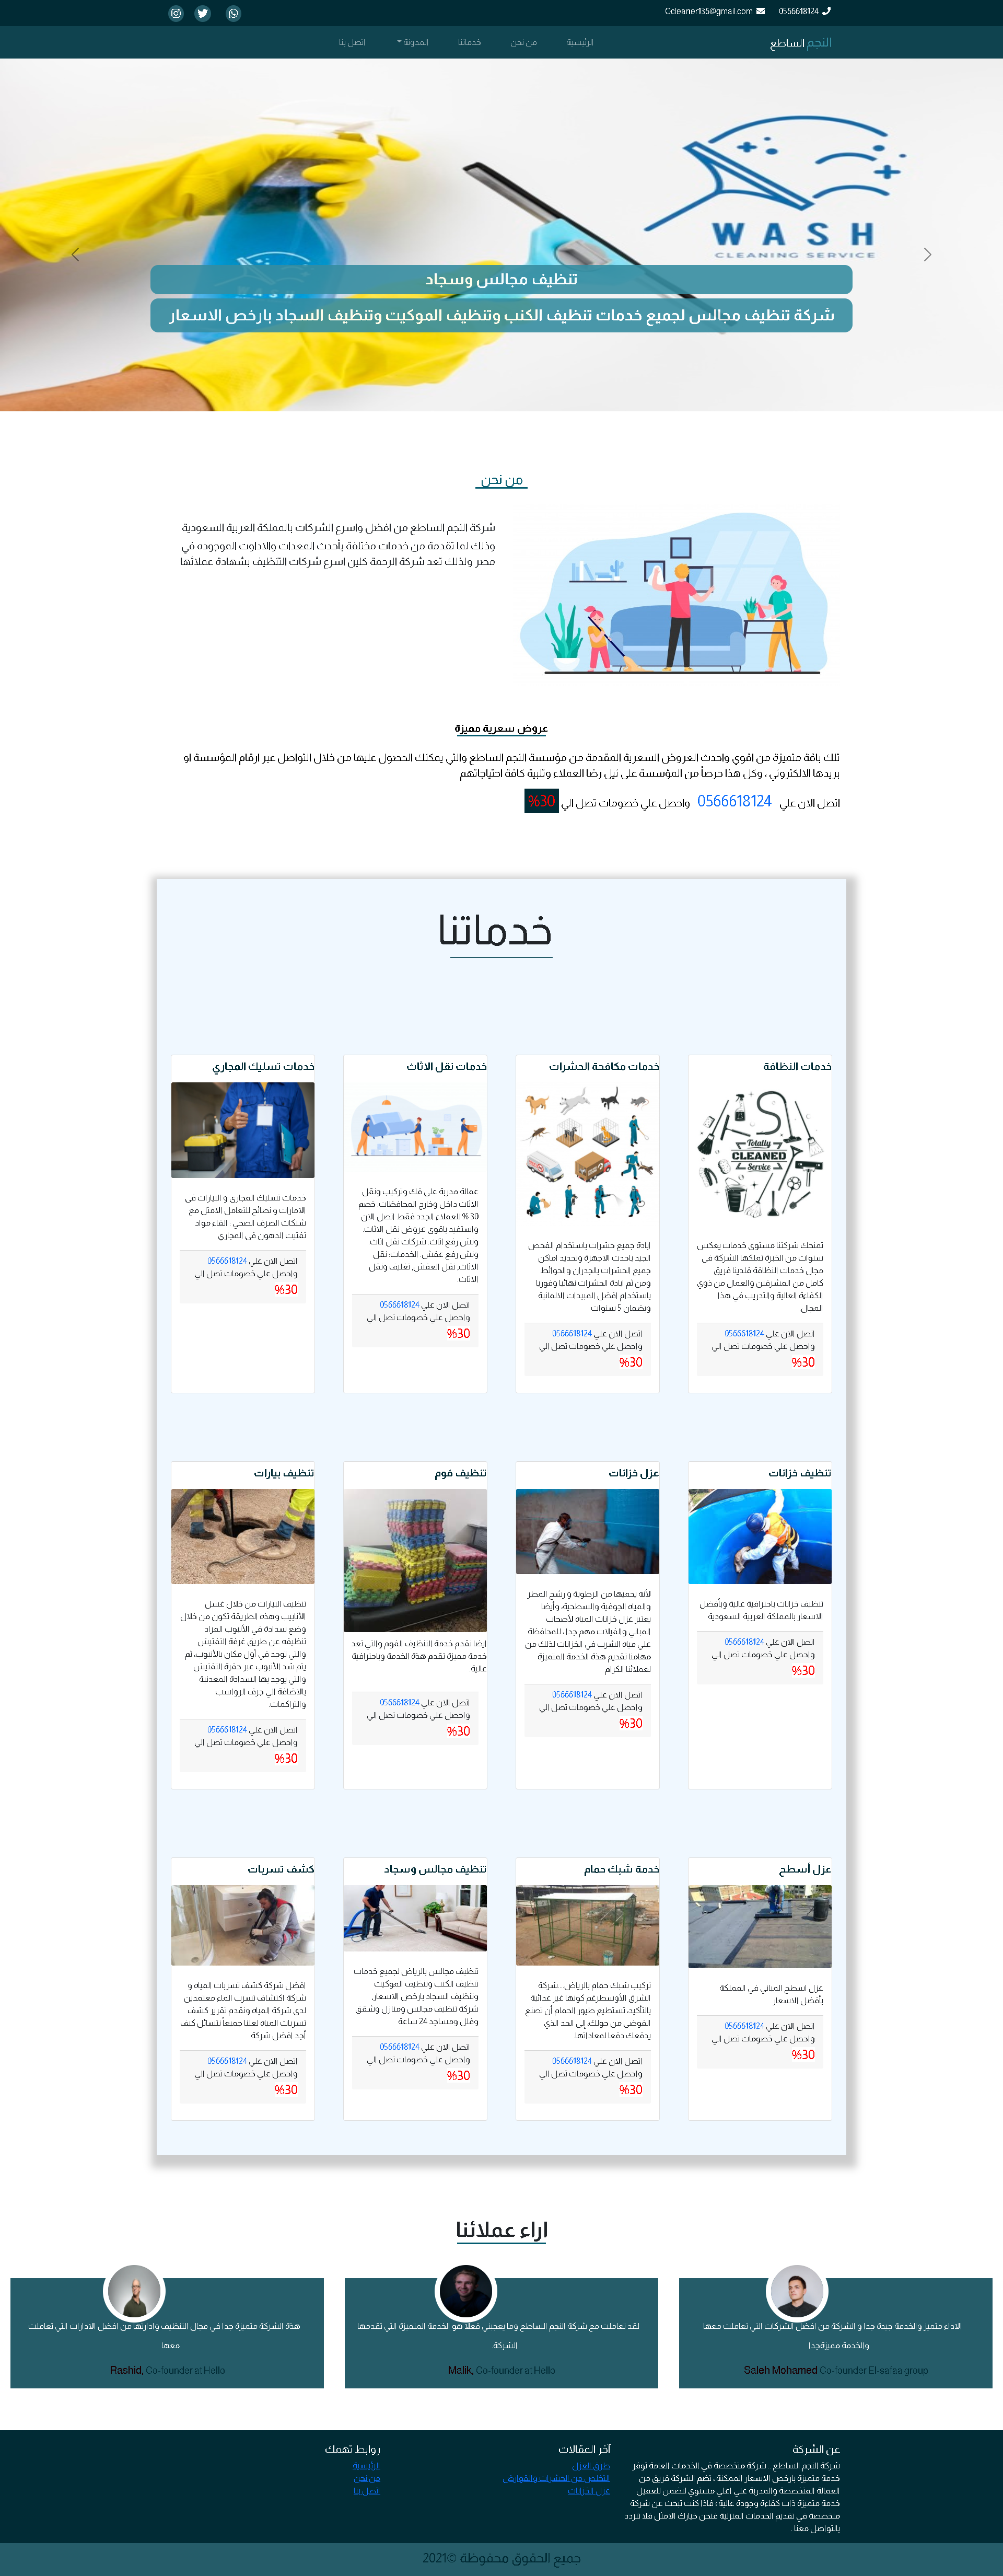 0566618124 Ccleaner136@gmail.com
النجم الساطع
الرئيسية
من نحن
خدماتنا
المدونة
اتصل بنا
WASH
CLEANING SERVICE
تنظيف مجالس وسجاد
شركة تنظيف مجالس لجميع خدمات تنظيف الكنب وتنظيف الموكيت وتنظيف السجاد بارخص الاسعار
من نحن
شركة النجم الساطع من افضل واسرع الشركات بالمملكة العربية السعودية
وذلك لما تقدمة من خدمات مختلفة بأحدث المعدات والاداوت الموجوده في
مصر ولذلك تعد شركة الرحمة كلين اسرع شركات التنظيف بشهادة عملائها
عروض سعرية مميزة
تلك باقة متميزة من اقوي واحدث العروض السعرية المقدمة من مؤسسة النجم الساطع والتي يمكنك الحصول عليها من خلال التواصل عبر ارقام المؤسسة او
بريدها الالكتروني ، وكل هذا حرصاً من المؤسسة على نيل رضا العملاء وتلبية كافة احتياجاتهم
اتصل الان علي 0566618124 واحصل علي خصومات تصل الي 30%
خدماتنا
خدمات النظافة
Totally
CLEANED
Service
نمنحك شركتنا مستوى خدمات يعكس
سنوات من الخبرة تملكها الشركة فى
مجال خدمات النظافة فلدينا فريق
كامل من المشرفين والعمال من ذوي
الكفاءة العالية والتدريب في هذا
المجال
اتصل الان علي 0566618124
واحصل علي خصومات تصل الي
30%
خدمات مكافحة الحشرات
ابادة جميع حشرات باستخدام الفحص
الجيد باحدث الاجهزة وتحديد اماكن
جميع الحشرات بالجدران والحوائط
ومن ثم ابادة الحشرات نهائيا وفوريا
باستخدام افضل المبيدات الالمانية
وبضمان 5 سنوات
اتصل الان علي 0566618124
واحصل علي خصومات تصل الي
30%
خدمات نقل الاثاث
عمالة مدربة على فك وتركيب ونقل
الاثاث داخل وخارج المحافظات. خصم
30 % للعملاء الجدد فقط. اتصل الان
واستفيد باقوى عروض نقل الاثاث.
ونش رفع اثاث. شركات نقل اثاث.
ونش رفع عفش. الخدمات: نقل
الاثاث, نقل العفش, تغليف ونقل
الاثاث.
اتصل الان علي 0566618124
واحصل علي خصومات تصل الي
30%
خدمات تسليك المجاري
خدمات تسليك المجارى و البيارات فى
الامارات و نصائح للتعامل الامثل مع
شبكات الصرف الصحي : القاء مواد
تفتيت الدهون فى المجاري
اتصل الان علي 0566618124
واحصل علي خصومات تصل الي
30%
تنظيف خزانات
تنظيف خزانات باحترافية عالية وبأفضل
الاسعار بالمملكة العربية السعودية
اتصل الان علي 0566618124
واحصل علي خصومات تصل الي
30%
عزل خزانات
لأنه يحميها من الرطوبة و رشح المطر
والمياه الجوفية والسطحية، وأيضا
يعتبر عزل خزانات المياه لأصحاب
المباني والفيلات مهم جدا ، للمحافظة
علي مياه الشرب في الخزانات لذلك من
مهامنا تقديم هذة الخدمة المتميزة
لعملائنا الكرام
اتصل الان علي 0566618124
واحصل علي خصومات تصل الي
30%
تنظيف فوم
ايضا نقدم خدمة التنظيف الفوم والتي تعد
خدمة مميزة تقدم هذة الخدمة وباحترافية
عالية.
اتصل الان علي 0566618124
واحصل علي خصومات تصل الي
30%
تنظيف بيارات
تنظيف البيارات من خلال غسل
الأنابيب وهذه الطريقة تكون من خلال
وضع سدادة في الأنبوب المراد
تنظيفه عن طريق غرفة التفتيش
والتي توجد في أول مكان بالأنبوب، ثم
يتم شد الأنبوب عبر حفرة التفتيش
والتي يوجد بها السدادة المعدنية
بالاضافة الي جرف الرواسب
والتراكمات.
اتصل الان علي 0566618124
واحصل علي خصومات تصل الي
30%
عزل أسطح
عزل اسطح المباني في المملكة
بأفضل الاسعار
اتصل الان علي 0566618124
واحصل علي خصومات تصل الي
30%
خدمة شبك حمام
تركيب شبك حمام بالرياض….شركة
الشرق الأوسطرغم كونها غير عدائية
بالتأكيد، تستطيع طيور الحمام أن تصنع
الفوضى من حولك، إلى الحد الذي
يدفعك دفعا لمعاداتها.
اتصل الان علي 0566618124
واحصل علي خصومات تصل الي
30%
تنظيف مجالس وسجاد
تنظيف مجالس بالرياض لجميع خدمات
تنظيف الكنب وتنظيف الموكيت
وتنظيف السجاد بارخص الاسعار,
شركة تنظيف مجالس ومنازل وشقق
وفلل ومساجد 24 ساعة.
اتصل الان علي 0566618124
واحصل علي خصومات تصل الي
30%
كشف تسربات
افضل شركة كشف تسربات المياه و
شركة اكتشاف تسرب الماء معتمدين
لدى شركة المياه ونقدم تقرير كشف
تسربات المياه لعلنا جميعاً نتسائل كيف
أجد افضل شركة
اتصل الان علي 0566618124
واحصل علي خصومات تصل الي
30%
اراء عملائنا
الاداء متميز والخدمة جيدة جدا و الشركة من افضل الشركات التي تعاملت معها
والخدمة مميزةجدا
Saleh Mohamed Co-founder El-safaa group
لقد تعاملت مع شركة النجم الساطع وما يعجبني فعلا هو الخدمة المتميزة التي تقدمها
الشركة.
Malik, Co-founder at Hello
هذة الشركة متميزة جدا في مجال التنظيف وادارتها من افضل الادارات التي تعاملت
معها
Rashid, Co-founder at Hello
عن الشركة
شركة النجم الساطع .. شركة متخصصة في الخدمات العامة توفر
خدمة متميزة بارخص الاسعار الممكنة ، تضم الشركة فريق من
العمالة المتخصصة والمدربة علي اعلي مستوي لتضمن للعميل
خدمة متميزة ذات كفاءة وجودة عالية ؛ فاذا كنت تبحث عن شركة
متخصصة في تقديم الخدمات المنزلية فنحن خيارك الامثل فلا تتردد
بالتواصل معنا .
آخر المقالات
طرق العزل
التخلص من الحشرات والقوارض
عزل الخزانات
روابط تهمك
الرئيسية
من نحن
اتصل بنا
جميع الحقوق محفوظة ©2021